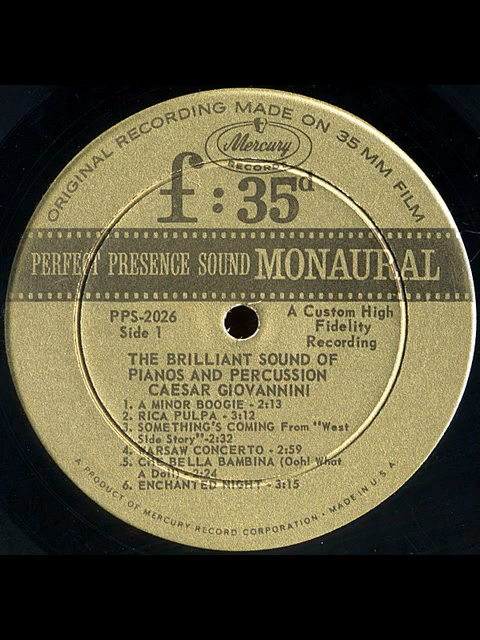 ORIGINAL RECORDING MADE ON 35 MM FILM
Mercury
RECORDS
f:35d
PERFECT PRESENCE SOUND MONAURAL
PPS-2026
Side 1
A Custom High
Fidelity
Recording
THE BRILLIANT SOUND OF
PIANOS AND PERCUSSION
CAESAR GIOVANNINI
1. A MINOR BOOGIE - 2:13
2. RICA PULPA - 3:12
3. SOMETHING'S COMING From "West
Side Story"-2:32
4. WARSAW CONCERTO - 2:59
5. CHE BELLA BAMBINA (Ooh! What
A Doll) - 2:24
6. ENCHANTED NIGHT - 3:15
A PRODUCT OF MERCURY RECORD CORPORATION • MADE IN U.S.A.